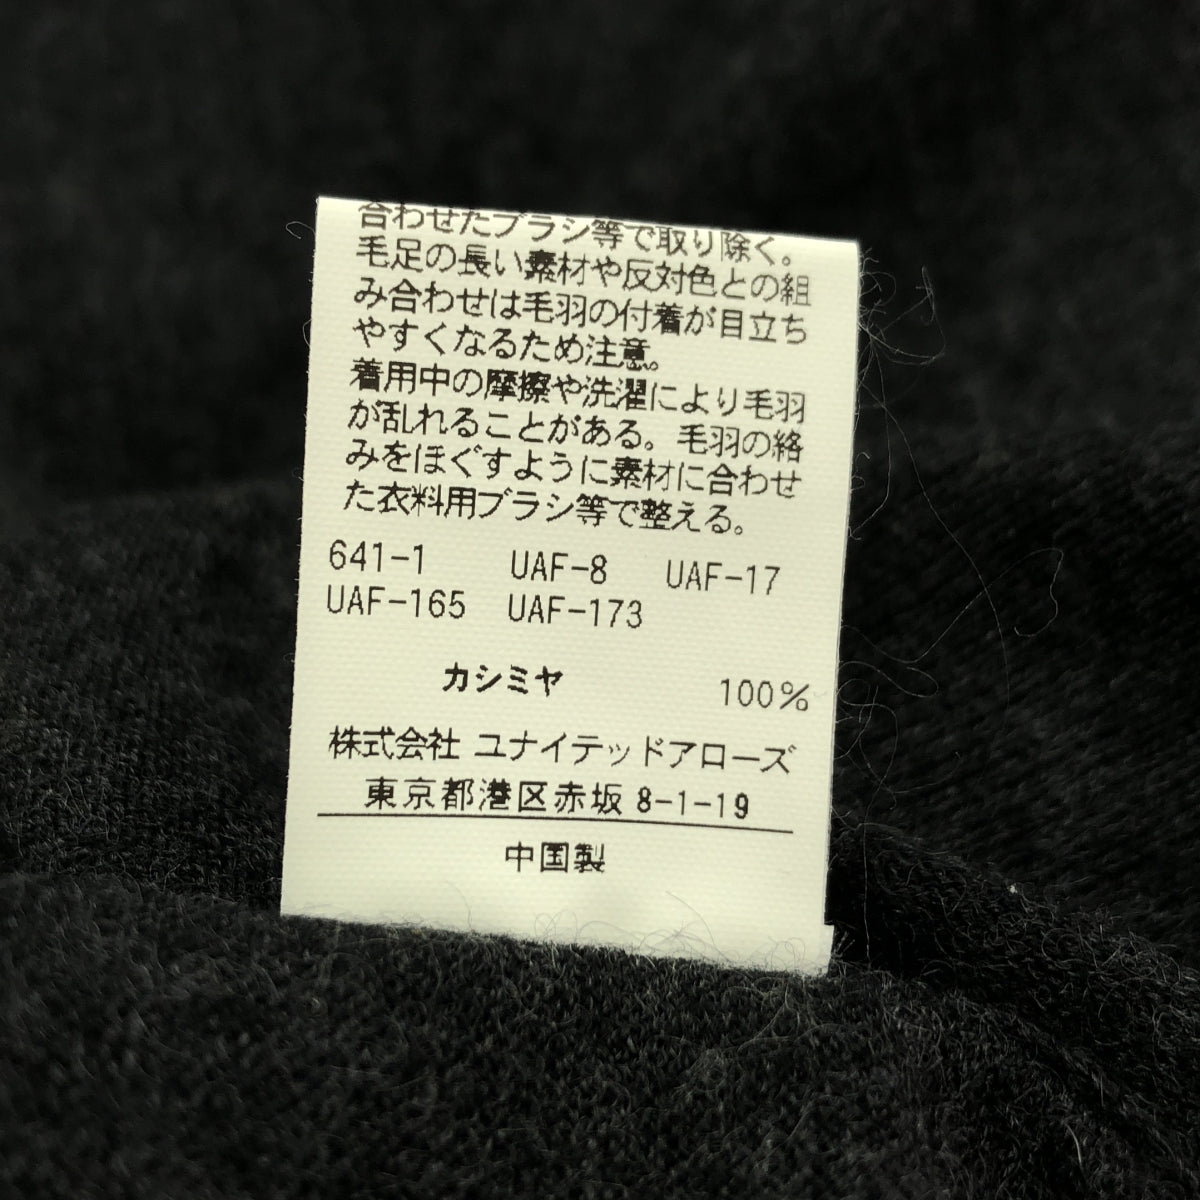 合わせたブラシ等で取り除く。
毛足の長い素材や反対色との組
み合わせは毛羽の付着が目立ち
やすくなるため注意。
着用中の摩擦や洗濯により毛羽
が乱れることがある。毛羽の絡
みをほぐすように素材に合わせ
た衣料用ブラシ等で整える。
641-1 UAF-8 UAF-17
UAF-165 UAF-173
カシミヤ 100%
株式会社 ユナイテッドアローズ
東京都港区赤坂 8-1-19
中国製